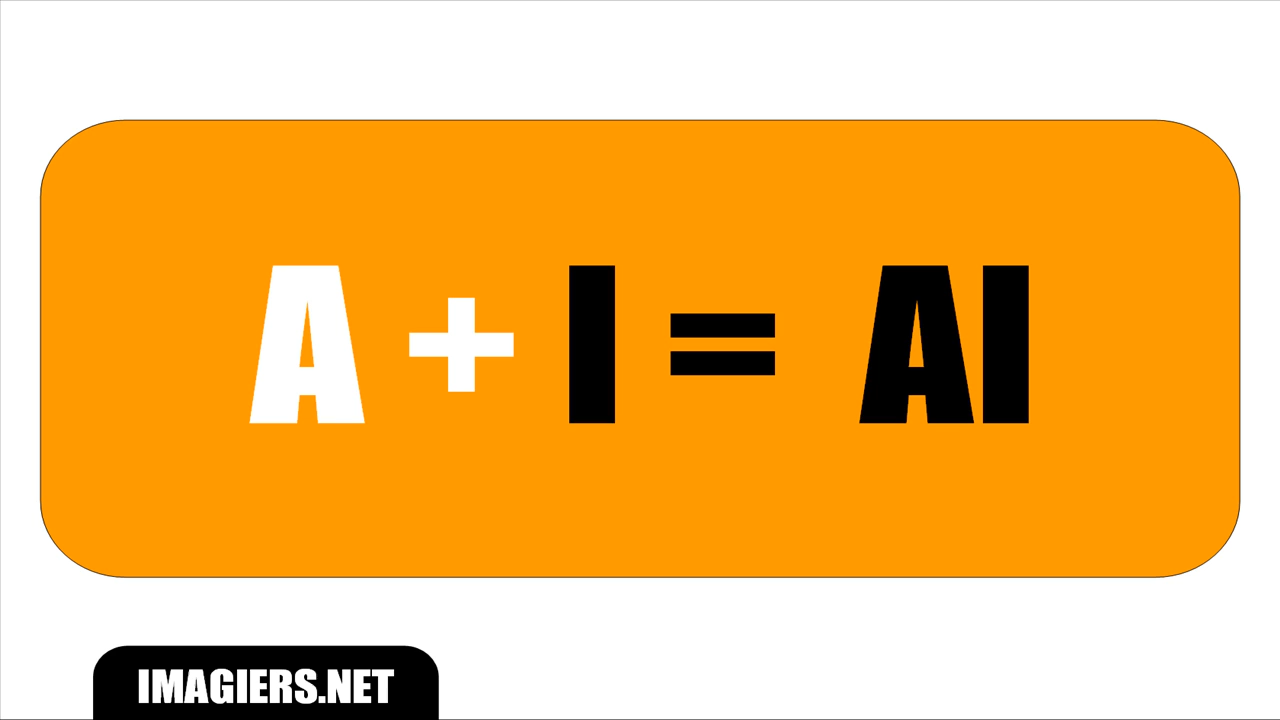 A + I = AI
IMAGIERS.NET